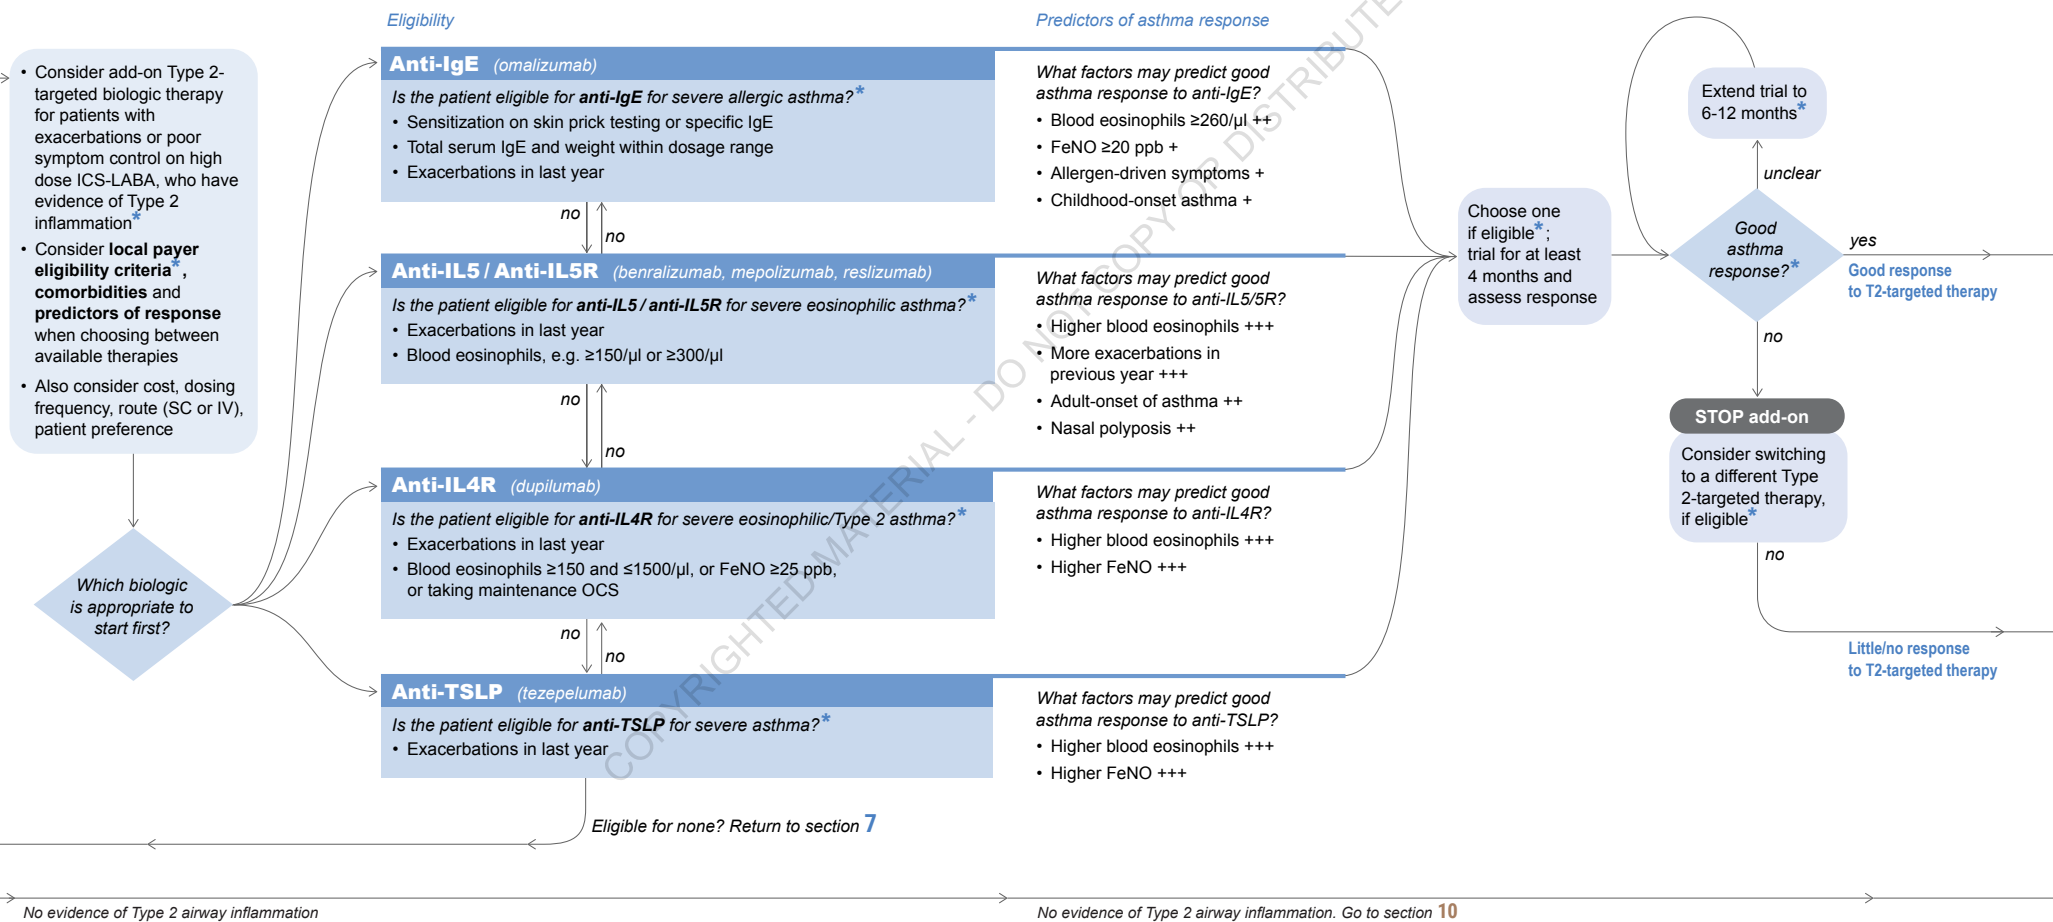 Eligibility
Predictors of asthma response
• Consider add-on Type 2-
targeted biologic therapy
for patients with
exacerbations or poor
symptom control on high
dose ICS-LABA, who have
evidence of Type 2
inflammation*
• Consider local payer
eligibility criteria*,
comorbidities and
predictors of response
when choosing between
available therapies
• Also consider cost, dosing
frequency, route (SC or IV),
patient preference
Which biologic
is appropriate to
start first?
Anti-IgE (omalizumab)
Is the patient eligible for anti-IgE for severe allergic asthma?*
• Sensitization on skin prick testing or specific IgE
• Total serum IgE and weight within dosage range
• Exacerbations in last year
What factors may predict good
asthma response to anti-IgE?
• Blood eosinophils ≥260/µl ++
• FeNO ≥20 ppb +
• Allergen-driven symptoms +
• Childhood-onset asthma +
no
no
Anti-IL5 / Anti-IL5R (benralizumab, mepolizumab, reslizumab)
Is the patient eligible for anti-IL5 / anti-IL5R for severe eosinophilic asthma?*
• Exacerbations in last year
• Blood eosinophils, e.g. ≥150/µl or ≥300/µl
What factors may predict good
asthma response to anti-IL5/5R?
• Higher blood eosinophils +++
• More exacerbations in
previous year +++
• Adult-onset of asthma ++
• Nasal polyposis ++
no
no
Anti-IL4R (dupilumab)
Is the patient eligible for anti-IL4R for severe eosinophilic/Type 2 asthma?*
• Exacerbations in last year
• Blood eosinophils ≥150 and ≤1500/µl, or FeNO ≥25 ppb,
or taking maintenance OCS
What factors may predict good
asthma response to anti-IL4R?
• Higher blood eosinophils +++
• Higher FeNO +++
no
no
Anti-TSLP (tezepelumab)
Is the patient eligible for anti-TSLP for severe asthma?*
• Exacerbations in last year
What factors may predict good
asthma response to anti-TSLP?
• Higher blood eosinophils +++
• Higher FeNO +++
Eligible for none? Return to section 7
Choose one
if eligible*;
trial for at least
4 months and
assess response
Extend trial to
6-12 months*
unclear
Good
asthma
response?*
yes
Good response
to T2-targeted therapy
no
STOP add-on
Consider switching
to a different Type
2-targeted therapy,
if eligible*
no
Little/no response
to T2-targeted therapy
No evidence of Type 2 airway inflammation
No evidence of Type 2 airway inflammation. Go to section 10
COPYRIGHTED MATERIAL - DO NOT COPY OR DISTRIBUTE